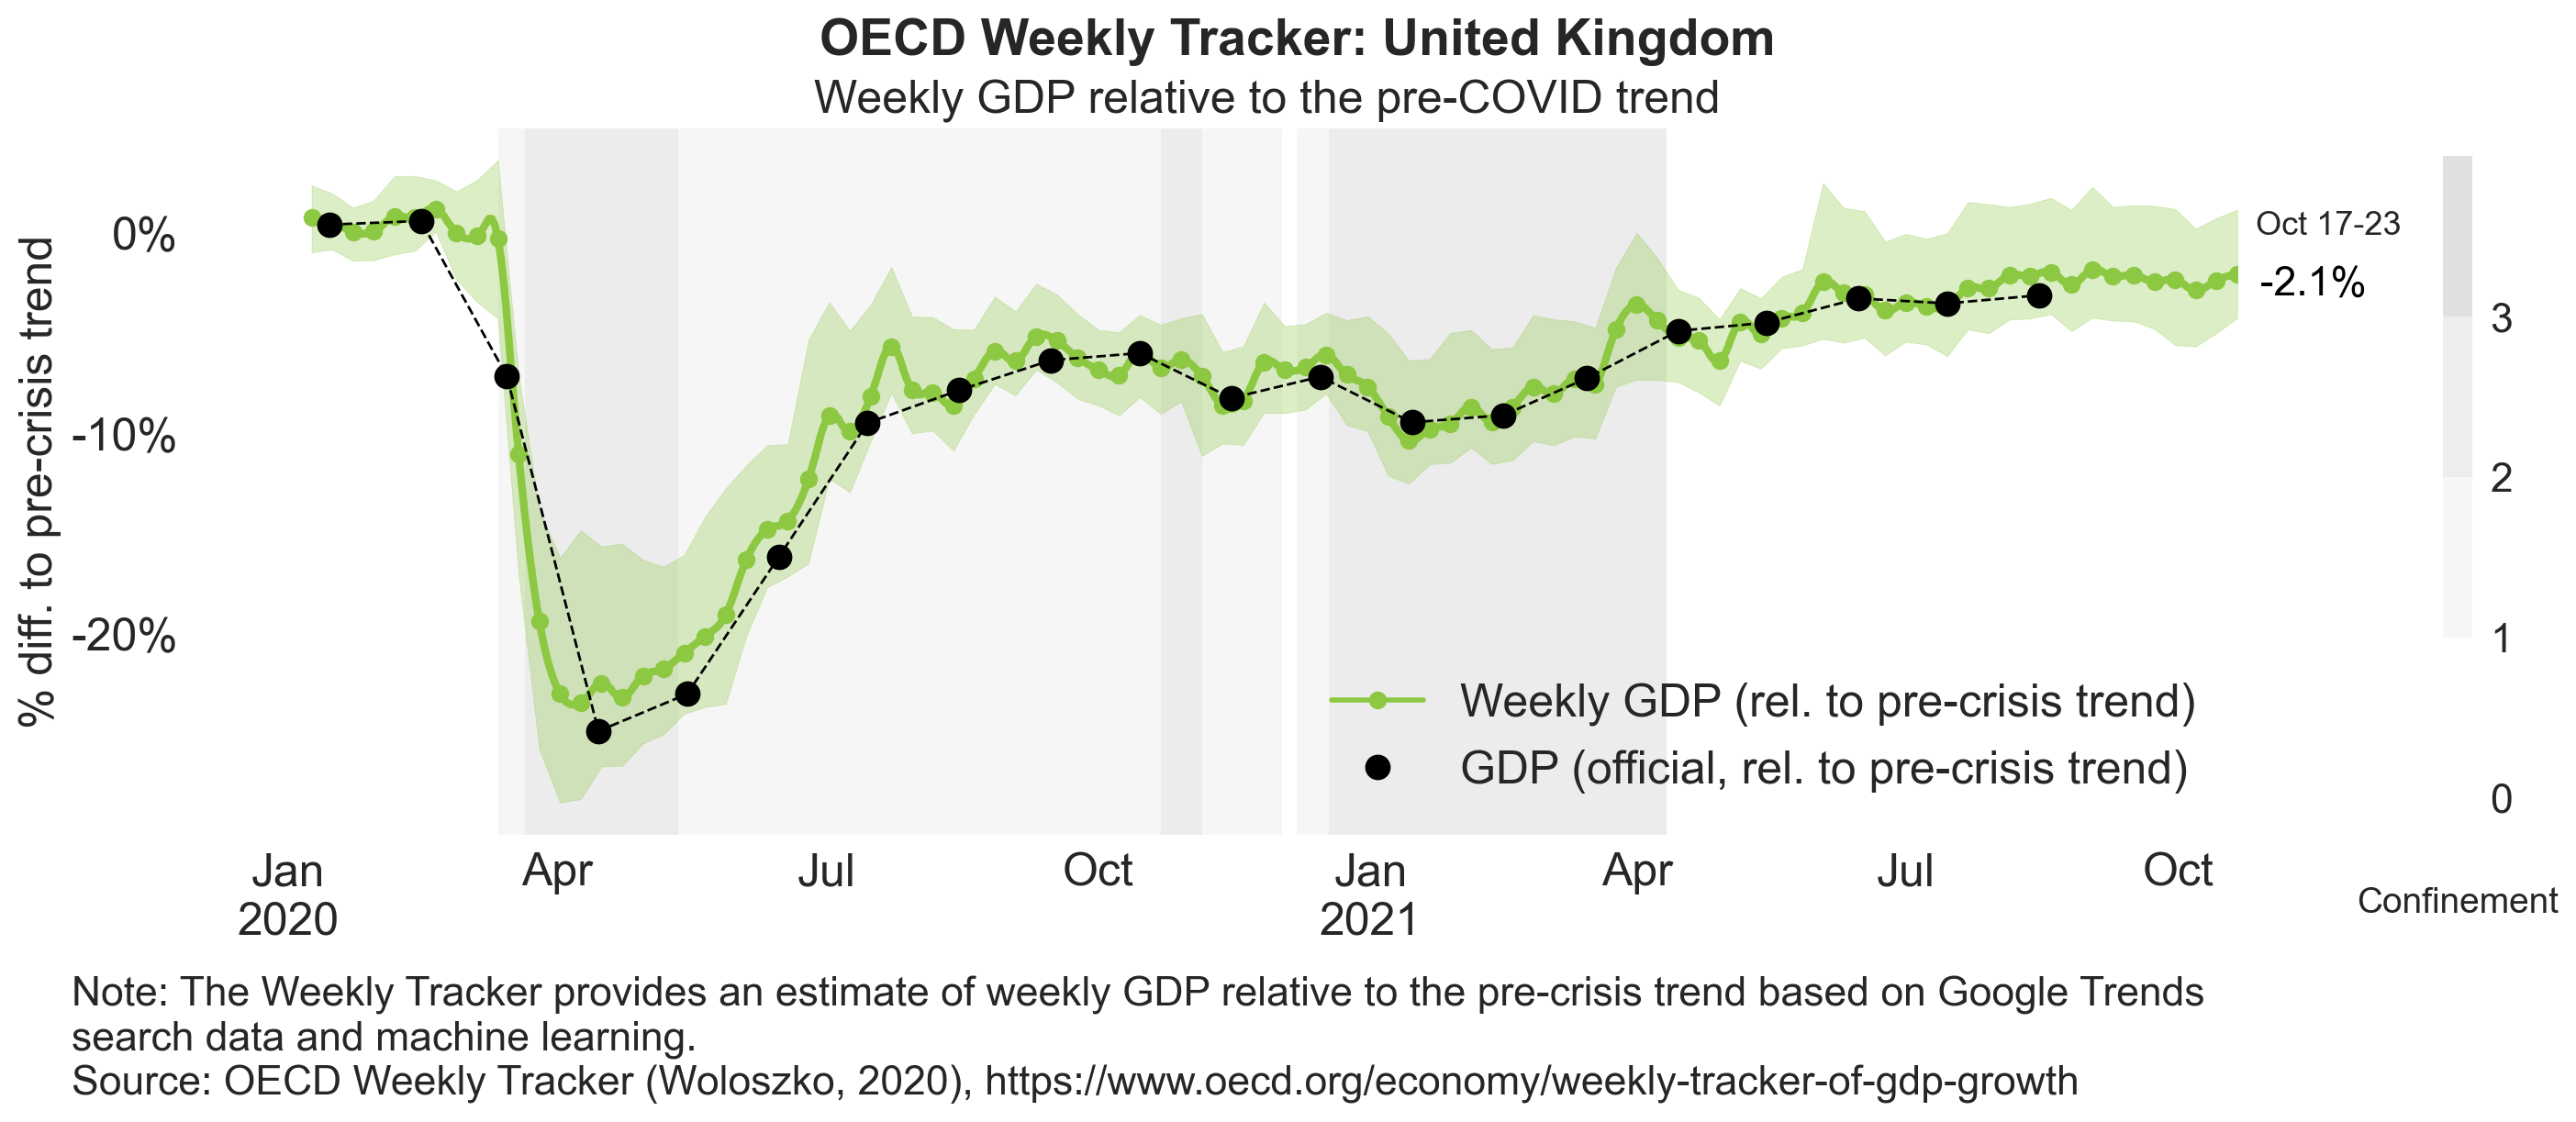 OECD Weekly Tracker: United Kingdom
Weekly GDP relative to the pre-COVID trend
% diff. to pre-crisis trend
0%
-10%
-20%
Oct 17-23
-2.1%
3
2
1
0
Confinement
Weekly GDP (rel. to pre-crisis trend)
GDP (official, rel. to pre-crisis trend)
Jan Apr Jul Oct Jan Apr Jul Oct
2020 2021
Note: The Weekly Tracker provides an estimate of weekly GDP relative to the pre-crisis trend based on Google Trends
search data and machine learning.
Source: OECD Weekly Tracker (Woloszko, 2020), https://www.oecd.org/economy/weekly-tracker-of-gdp-growth